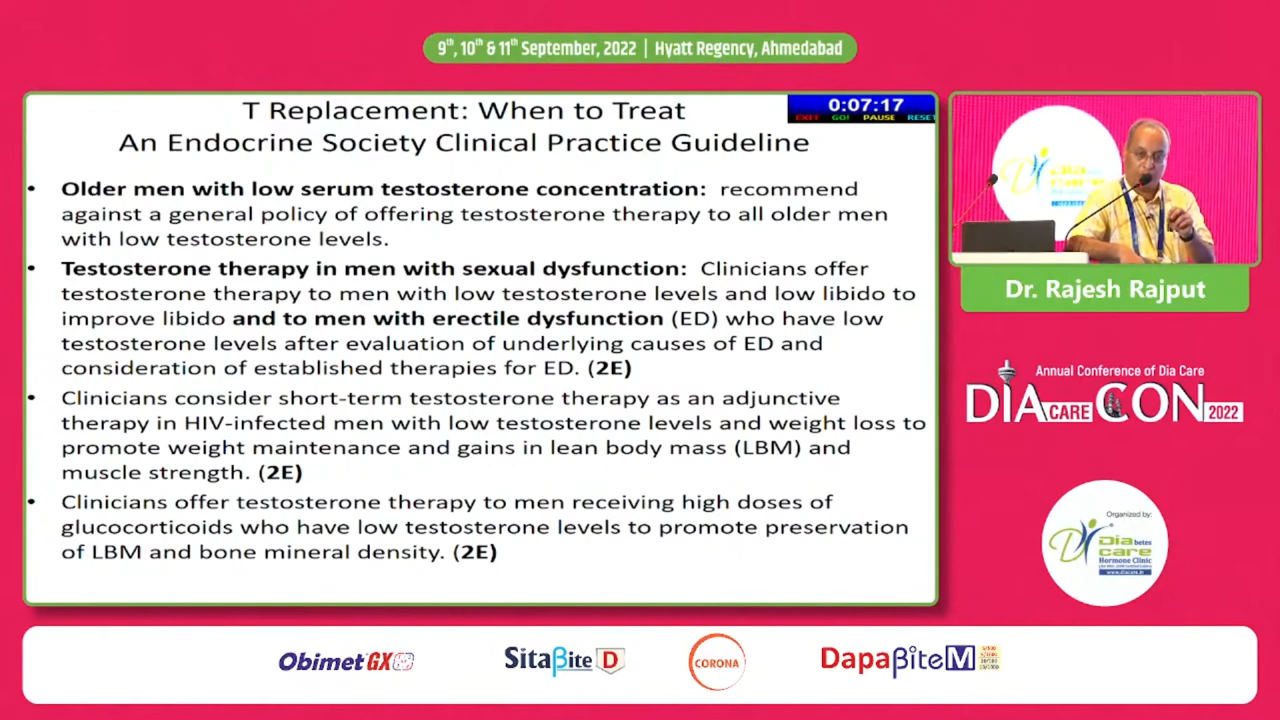 9th, 10th & 11th September, 2022 | Hyatt Regency, Ahmedabad
T Replacement: When to Treat
An Endocrine Society Clinical Practice Guideline
0:07:17
EXIT GO! PAUSE RESET
• Older men with low serum testosterone concentration: recommend
against a general policy of offering testosterone therapy to all older men
with low testosterone levels.
• Testosterone therapy in men with sexual dysfunction: Clinicians offer
testosterone therapy to men with low testosterone levels and low libido to
improve libido and to men with erectile dysfunction (ED) who have low
testosterone levels after evaluation of underlying causes of ED and
consideration of established therapies for ED. (2E)
• Clinicians consider short-term testosterone therapy as an adjunctive
therapy in HIV-infected men with low testosterone levels and weight loss to
promote weight maintenance and gains in lean body mass (LBM) and
muscle strength. (2E)
• Clinicians offer testosterone therapy to men receiving high doses of
glucocorticoids who have low testosterone levels to promote preservation
of LBM and bone mineral density. (2E)
Dr. Rajesh Rajput
Annual Conference of Dia Care
DIACARE CON 2022
Organized by:
Diabetes
care
Hormone Clinic
www.diacare.in
Obimet GX
SitaBite D
CORONA
DapaBite M